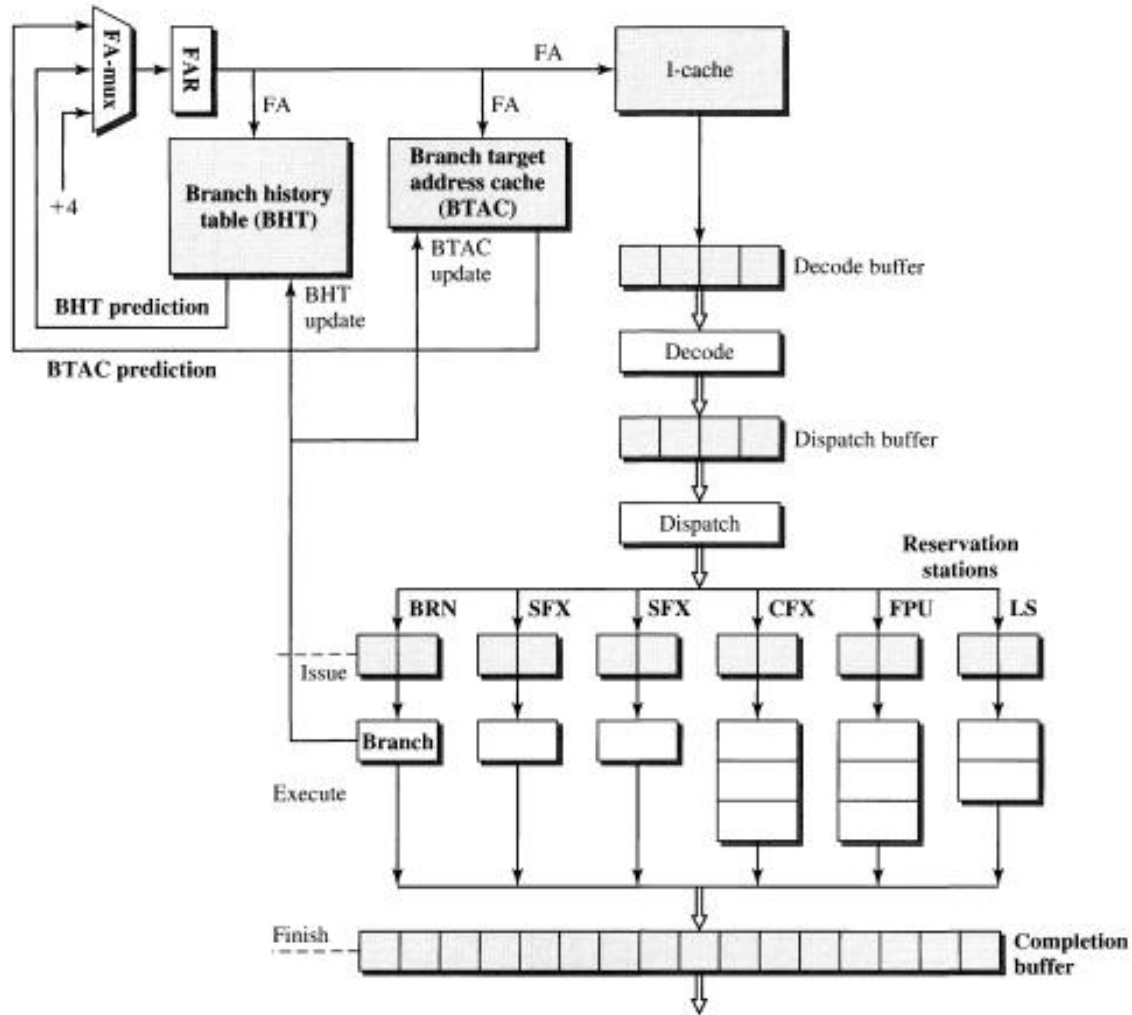 FA-mux
FAR
FA
I-cache
FA
FA
Branch history
table (BHT)
Branch target
address cache
(BTAC)
+4
BTAC
update
Decode buffer
BHT prediction
BHT
update
BTAC prediction
Decode
Dispatch buffer
Dispatch
Reservation
stations
BRN
SFX
SFX
CFX
FPU
LS
Issue
Branch
Execute
Finish
Completion
buffer